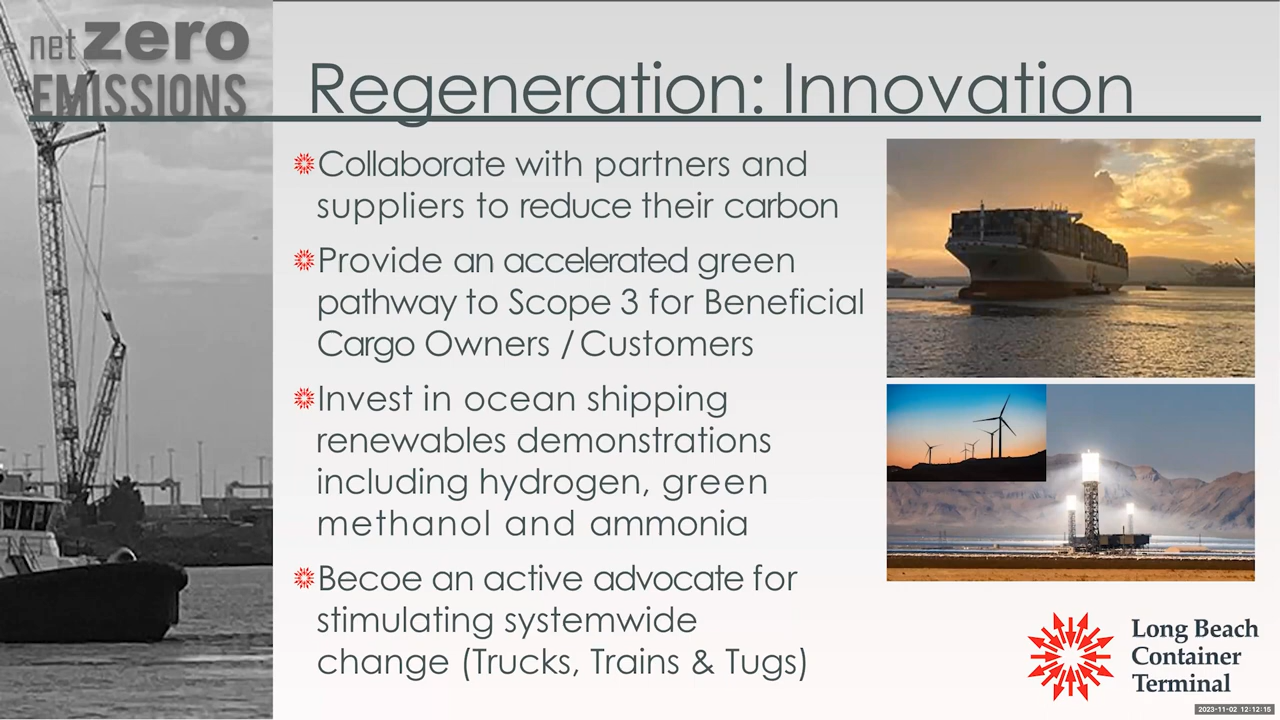 net zero
EMISSIONS
Regeneration: Innovation
Collaborate with partners and
suppliers to reduce their carbon
Provide an accelerated green
pathway to Scope 3 for Beneficial
Cargo Owners / Customers
Invest in ocean shipping
renewables demonstrations
including hydrogen, green
methanol and ammonia
Becoe an active advocate for
stimulating systemwide
change (Trucks, Trains & Tugs)
Long Beach
Container
Terminal
2023-11-02 12:12:15